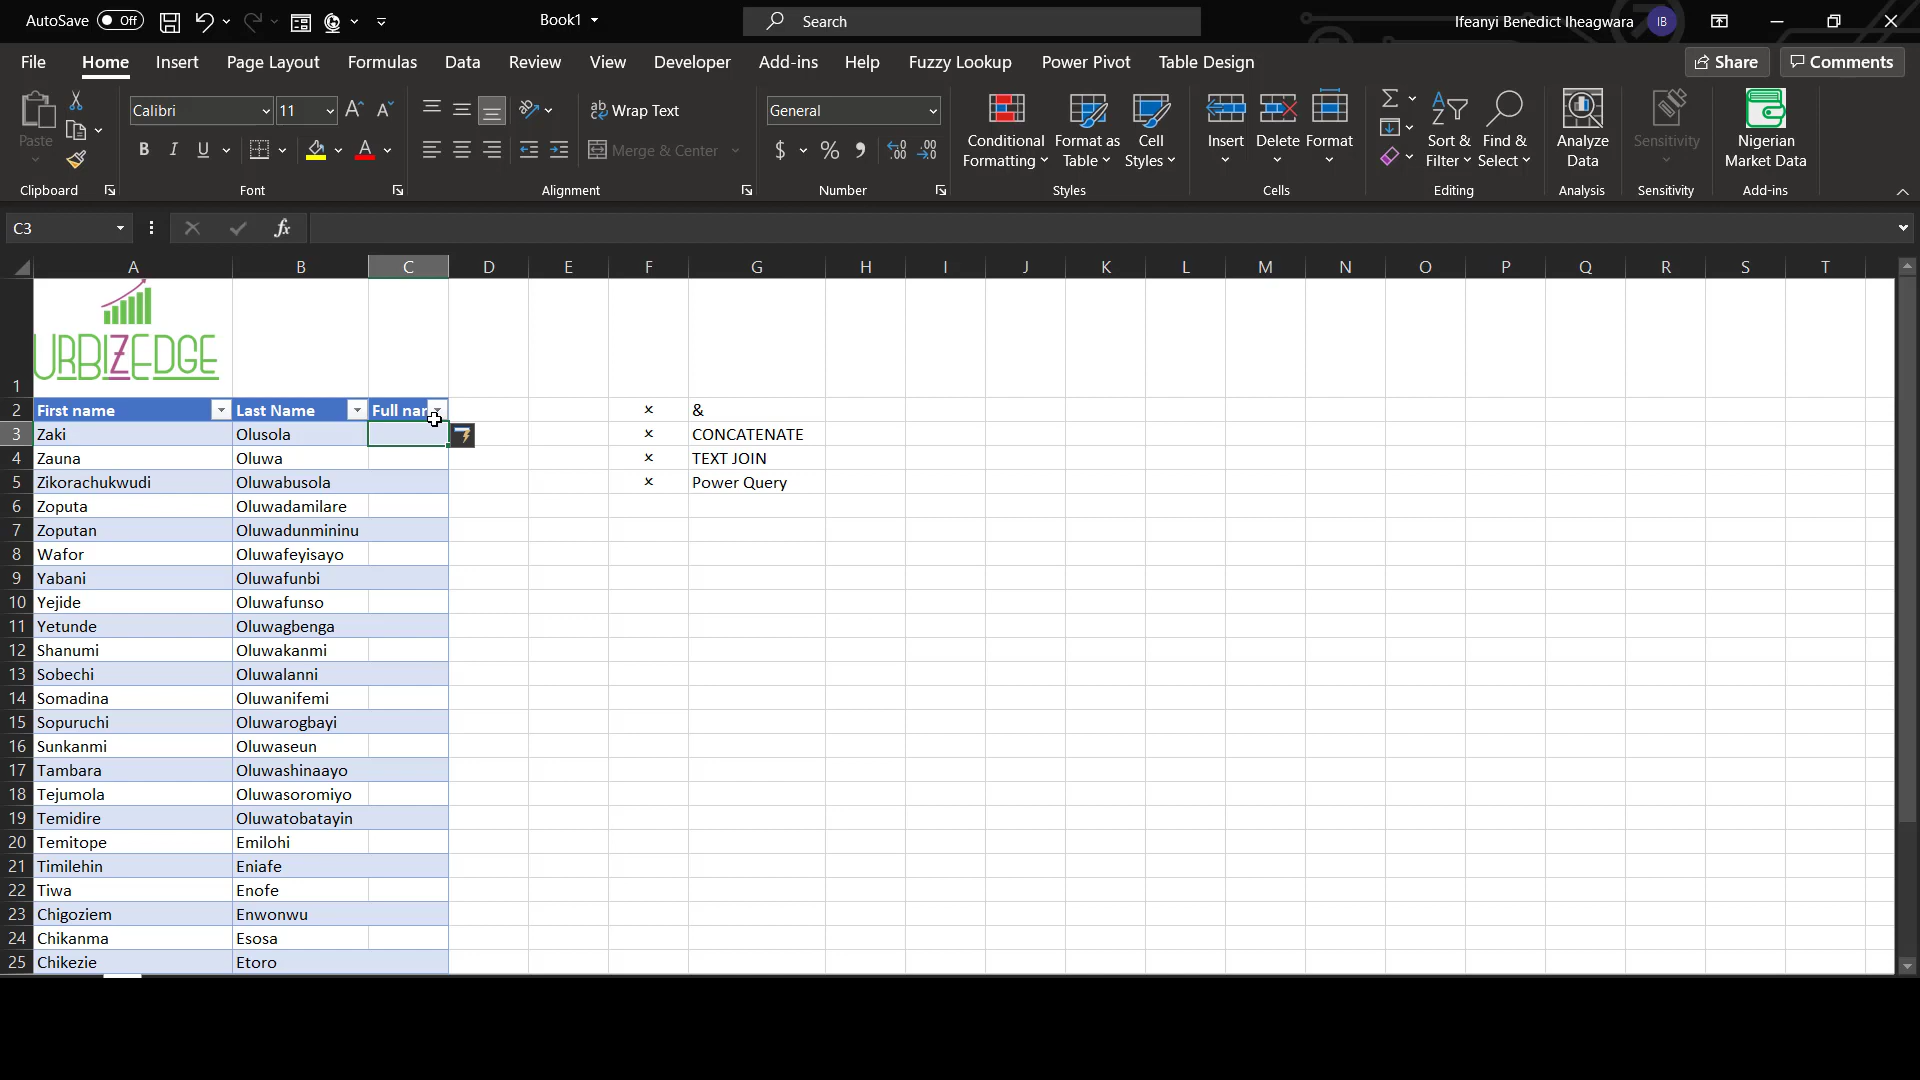 AutoSave Off Book1 Search Ifeanyi Benedict Iheagwara IB
File Home Insert Page Layout Formulas Data Review View Developer Add-ins Help Fuzzy Lookup Power Pivot Table Design Share Comments
Calibri 11 Wrap Text General
Paste Conditional Format as Cell Insert Delete Format Sort & Find & Analyze Sensitivity Nigerian
B I U A Merge & Center $ % Formatting Table Styles Filter Select Data Market Data
Clipboard Font Alignment Number Styles Cells Editing Analysis Sensitivity Add-ins
C3 fx
A B C D E F G H I J K L M N O P Q R S T
URBIZEDGE
1
2 First name Last Name Full nar x &
3 Zaki Olusola x CONCATENATE
4 Zauna Oluwa x TEXT JOIN
5 Zikorachukwudi Oluwabusola x Power Query
6 Zoputa Oluwadamilare
7 Zoputan Oluwadunmininu
8 Wafor Oluwafeyisayo
9 Yabani Oluwafunbi
10 Yejide Oluwafunso
11 Yetunde Oluwagbenga
12 Shanumi Oluwakanmi
13 Sobechi Oluwalanni
14 Somadina Oluwanifemi
15 Sopuruchi Oluwarogbayi
16 Sunkanmi Oluwaseun
17 Tambara Oluwashinaayo
18 Tejumola Oluwasoromiyo
19 Temidire Oluwatobatayin
20 Temitope Emilohi
21 Timilehin Eniafe
22 Tiwa Enofe
23 Chigoziem Enwonwu
24 Chikanma Esosa
25 Chikezie Etoro